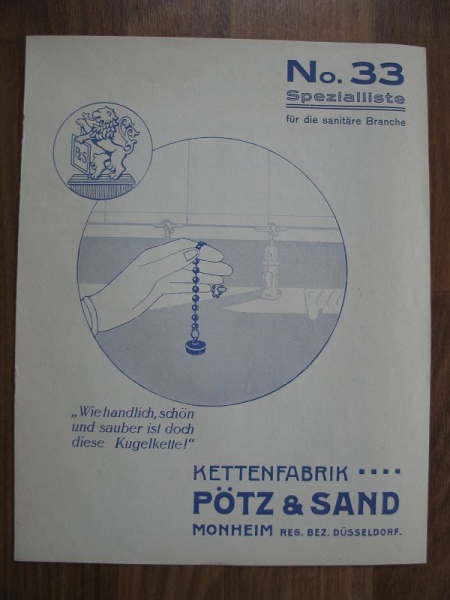 No. 33
Spezialliste
für die sanitäre Branche
P&S
„Wie handlich, schön
und sauber ist doch
diese Kugelkette!“
KETTENFABRIK
PÖTZ & SAND
MONHEIM REG. BEZ. DÜSSELDORF.